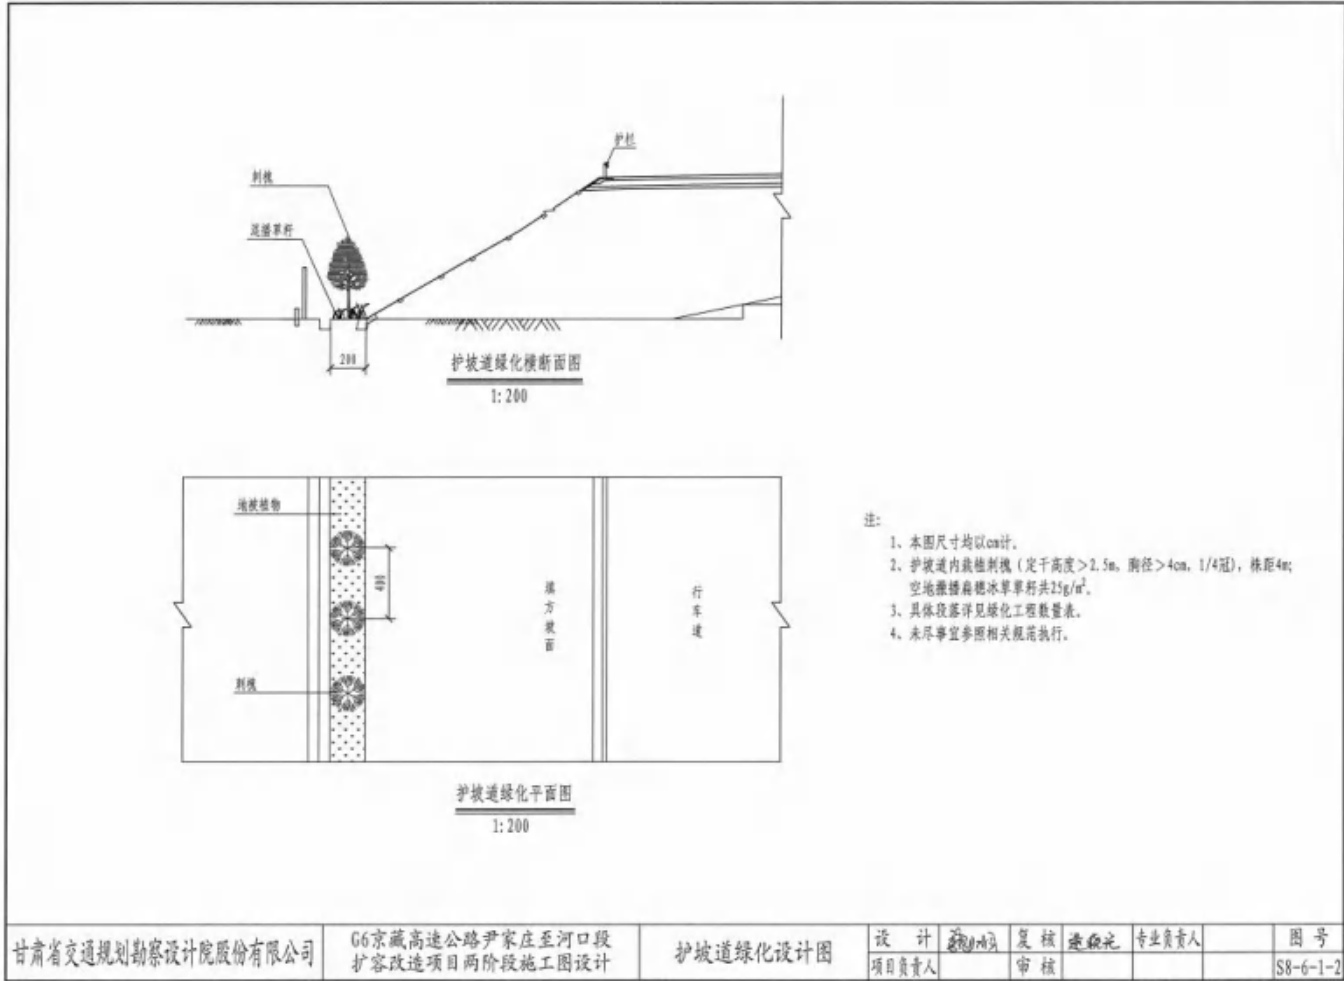 护栏
刺槐
混播草籽
200
护坡道绿化横断面图
1:200
地被植物
400
填方坡面
行车道
刺槐
护坡道绿化平面图
1:200
注:
1、本图尺寸均以cm计。
2、护坡道内栽植刺槐(定干高度>2.5m, 胸径>4cm, 1/4冠), 株距4m;
空地撒播扁穗冰草草籽共25g/m²。
3、具体段落详见绿化工程数量表。
4、未尽事宜参照相关规范执行。
甘肃省交通规划勘察设计院股份有限公司
G6京藏高速公路尹家庄至河口段
扩容改造项目两阶段施工图设计
护坡道绿化设计图
设计
复核
专业负责人
图号
项目负责人
审核
S8-6-1-2